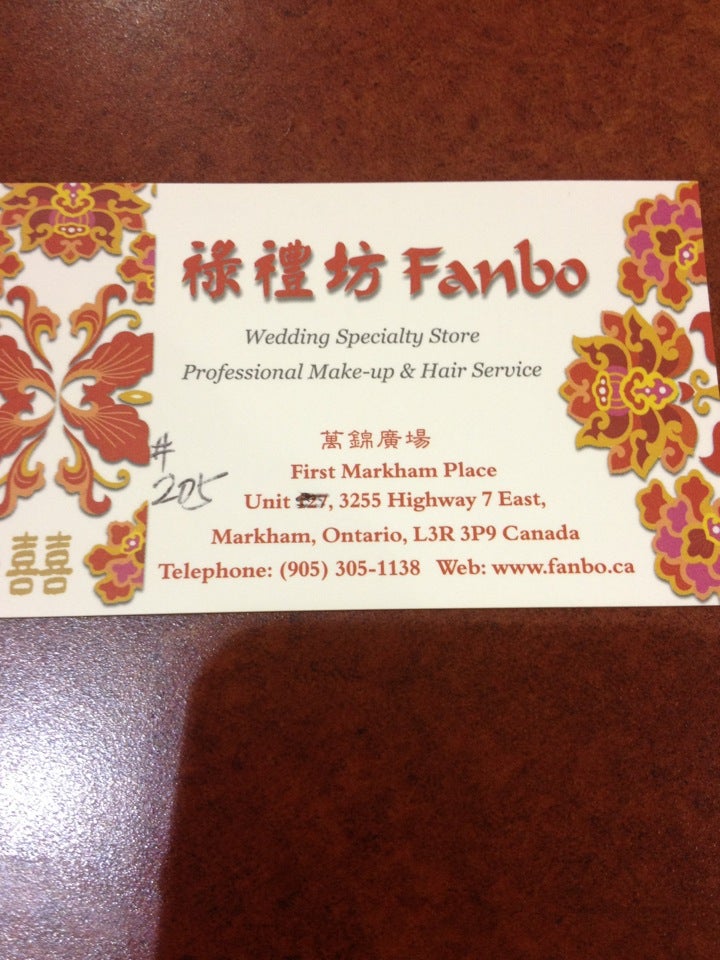 祿禮坊 Fanbo
Wedding Specialty Store
Professional Make-up & Hair Service
萬錦廣場
First Markham Place
# 205
Unit 127, 3255 Highway 7 East,
Markham, Ontario, L3R 3P9 Canada
Telephone: (905) 305-1138 Web: www.fanbo.ca
囍